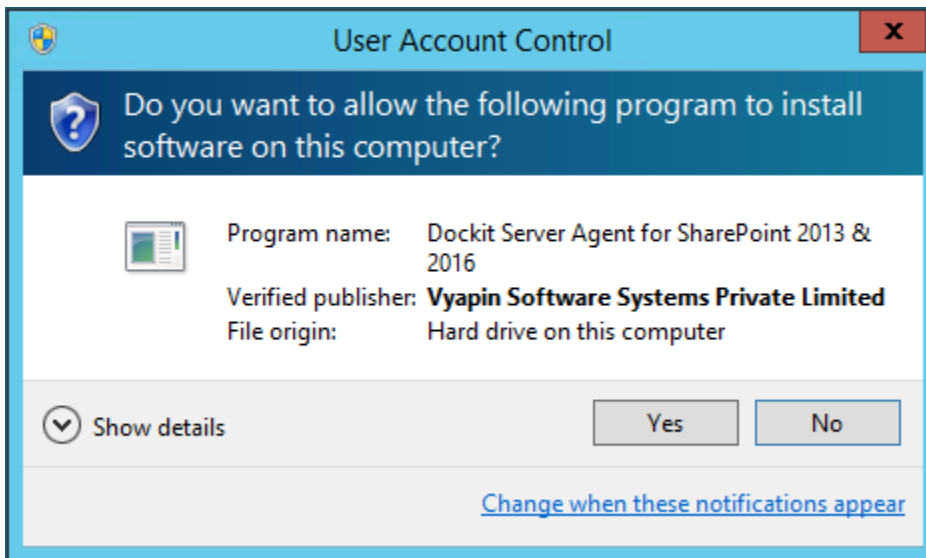 User Account Control
x
Do you want to allow the following program to install
software on this computer?
Program name: Dockit Server Agent for SharePoint 2013 &
2016
Verified publisher: Vyapin Software Systems Private Limited
File origin: Hard drive on this computer
Show details
Yes
No
Change when these notifications appear